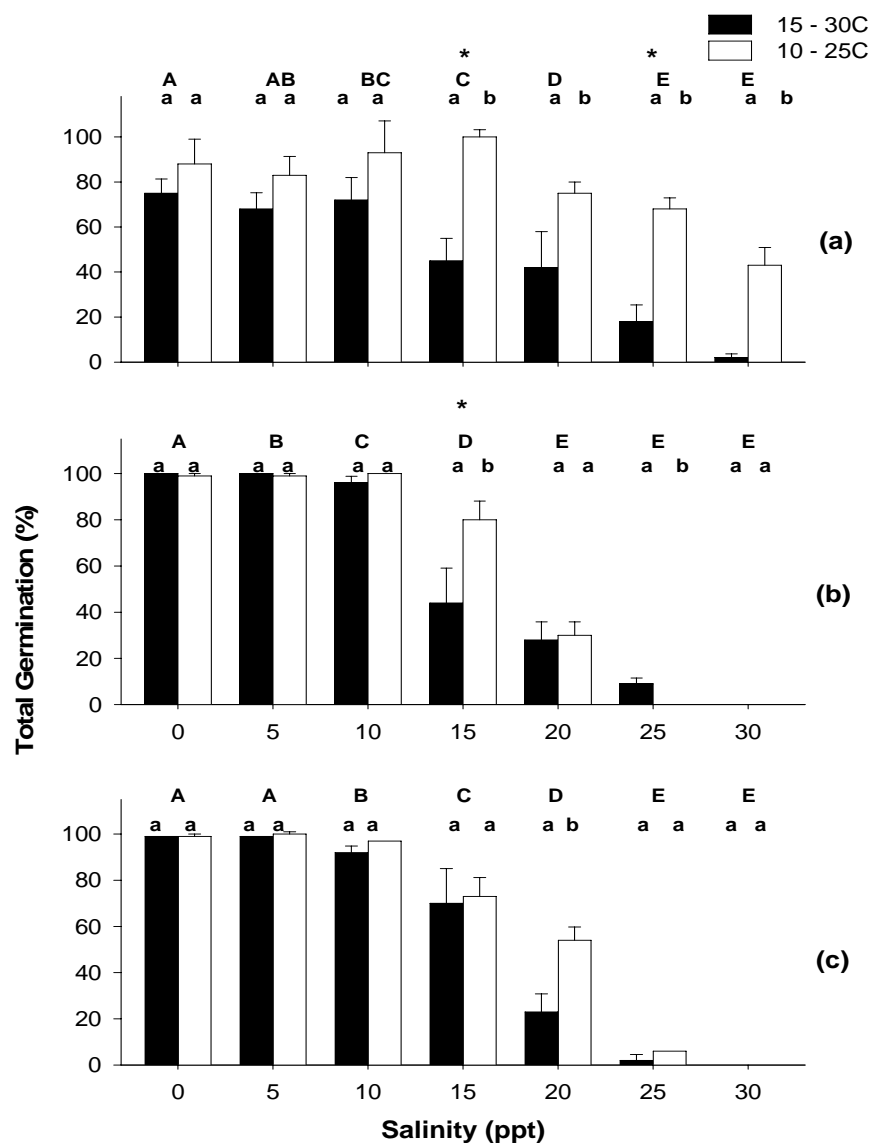 15 - 30C
10 - 25C
* *
A AB BC C D E E
a a a a a a a b a b a b a b
100
80
60
40
20
0
(a)
*
A B C D E E E
a a a a a a a b a a a b a a
100
80
60
40
20
0
(b)
0 5 10 15 20 25 30
Total Germination (%)
A A B C D E E
a a a a a a a a a b a a a a
100
80
60
40
20
0
(c)
0 5 10 15 20 25 30
Salinity (ppt)